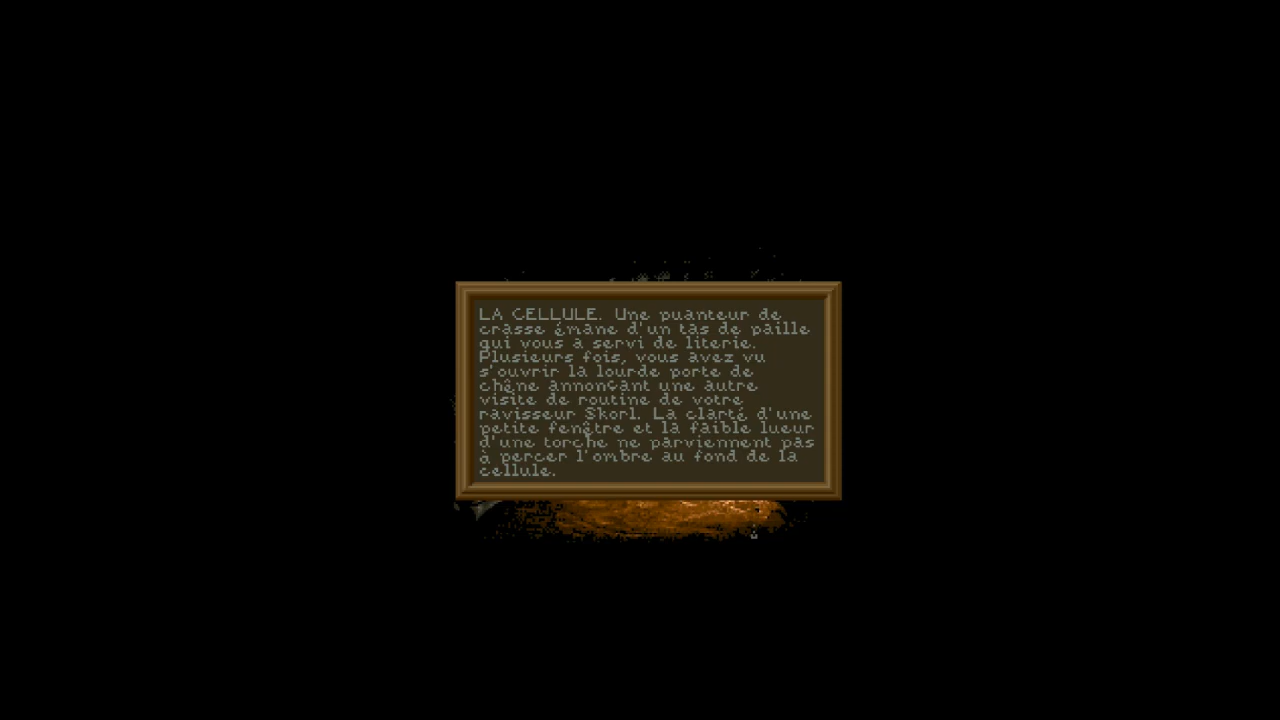 LA CELLULE. Une puanteur de
crasse émane d'un tas de paille
qui vous a servi de literie.
Plusieurs fois, vous avez vu
s'ouvrir la lourde porte de
chêne annonçant une autre
visite de routine de votre
ravisseur Skorl. La clarté d'une
petite fenêtre et la faible lueur
d'une torche ne parviennent pas
à percer l'ombre au fond de la
cellule.